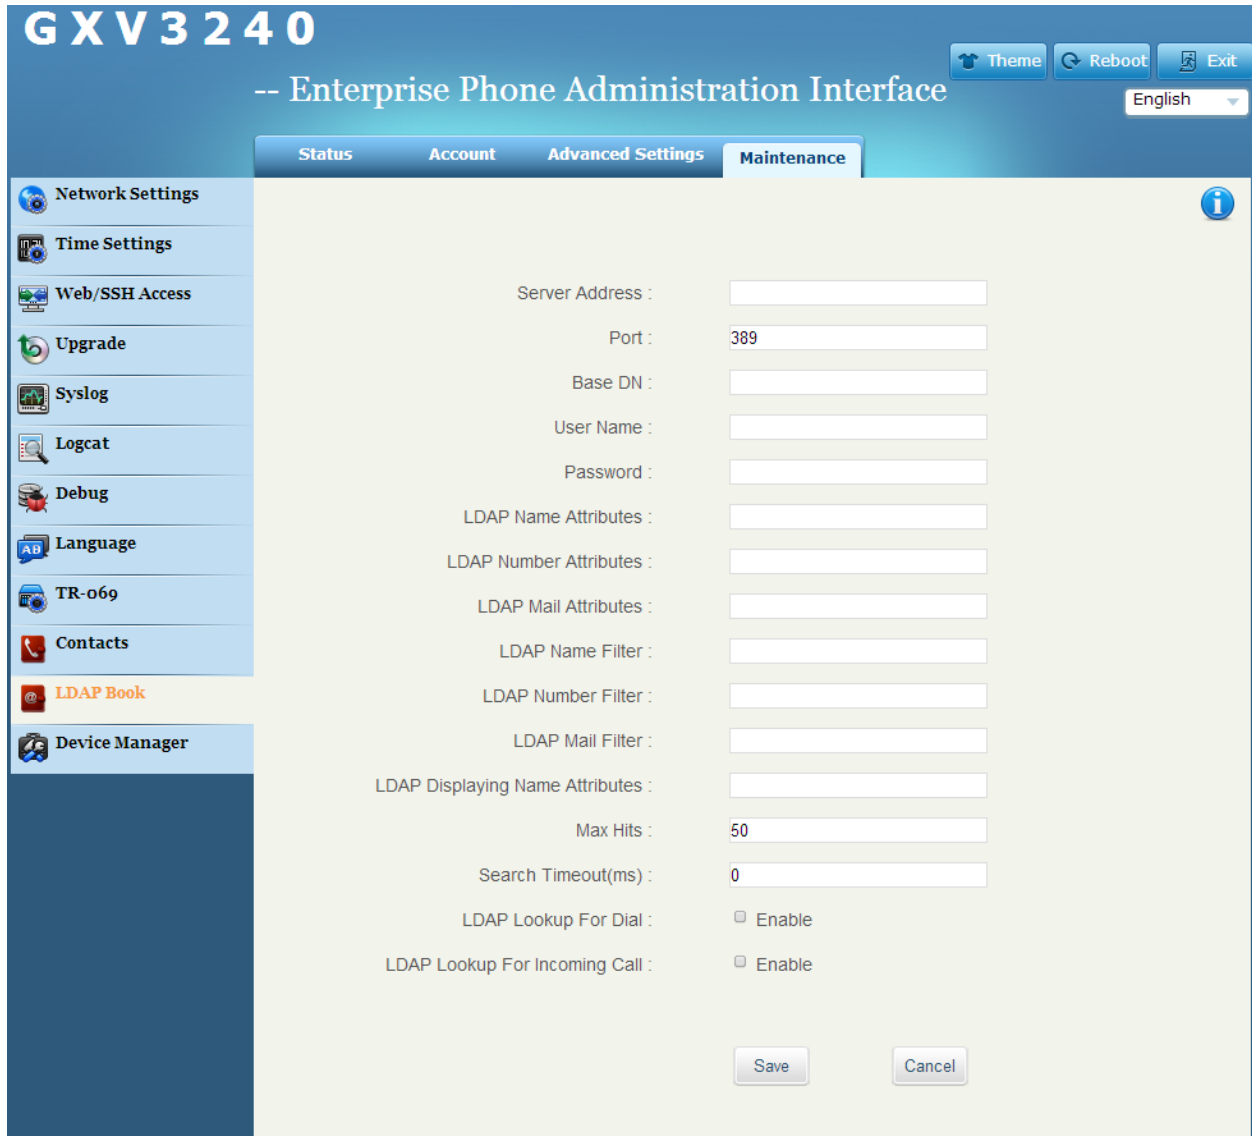 GXV3240
Theme
Reboot
Exit
-- Enterprise Phone Administration Interface
English
Status
Account
Advanced Settings
Maintenance
Network Settings
Time Settings
Web/SSH Access
Upgrade
Syslog
Logcat
Debug
Language
TR-069
Contacts
LDAP Book
Device Manager
Server Address :
Port : 389
Base DN :
User Name :
Password :
LDAP Name Attributes :
LDAP Number Attributes :
LDAP Mail Attributes :
LDAP Name Filter :
LDAP Number Filter :
LDAP Mail Filter :
LDAP Displaying Name Attributes :
Max Hits : 50
Search Timeout(ms) : 0
LDAP Lookup For Dial : Enable
LDAP Lookup For Incoming Call : Enable
Save
Cancel